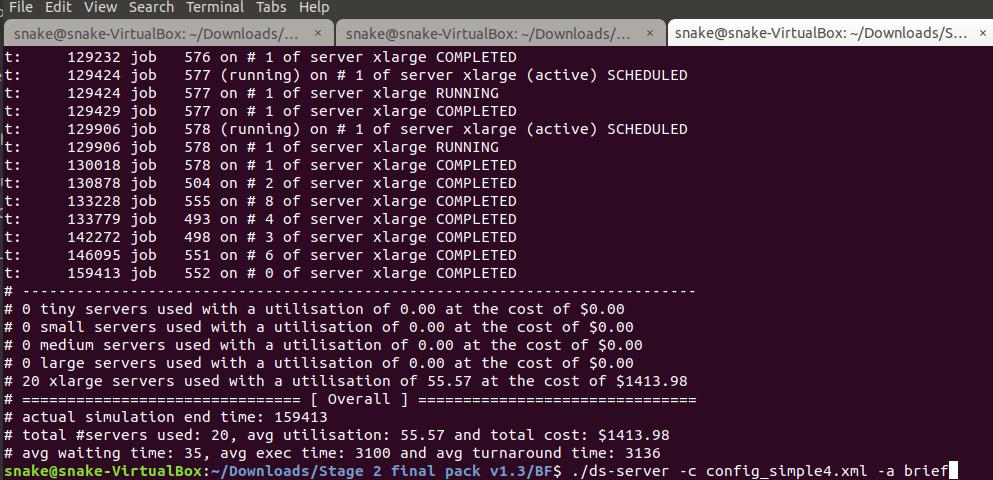 File Edit View Search Terminal Tabs Help
snake@snake-VirtualBox: ~/Downloads/... × snake@snake-VirtualBox: ~/Downloads/... × snake@snake-VirtualBox: ~/Downloads/S... ×
t: 129232 job 576 on # 1 of server xlarge COMPLETED
t: 129424 job 577 (running) on # 1 of server xlarge (active) SCHEDULED
t: 129424 job 577 on # 1 of server xlarge RUNNING
t: 129429 job 577 on # 1 of server xlarge COMPLETED
t: 129906 job 578 (running) on # 1 of server xlarge (active) SCHEDULED
t: 129906 job 578 on # 1 of server xlarge RUNNING
t: 130018 job 578 on # 1 of server xlarge COMPLETED
t: 130878 job 504 on # 2 of server xlarge COMPLETED
t: 133228 job 555 on # 8 of server xlarge COMPLETED
t: 133779 job 493 on # 4 of server xlarge COMPLETED
t: 142272 job 498 on # 3 of server xlarge COMPLETED
t: 146095 job 551 on # 6 of server xlarge COMPLETED
t: 159413 job 552 on # 0 of server xlarge COMPLETED
# ---------------------------------------------------------------------------
# 0 tiny servers used with a utilisation of 0.00 at the cost of $0.00
# 0 small servers used with a utilisation of 0.00 at the cost of $0.00
# 0 medium servers used with a utilisation of 0.00 at the cost of $0.00
# 0 large servers used with a utilisation of 0.00 at the cost of $0.00
# 20 xlarge servers used with a utilisation of 55.57 at the cost of $1413.98
# =============================== [ Overall ] ===============================
# actual simulation end time: 159413
# total #servers used: 20, avg utilisation: 55.57 and total cost: $1413.98
# avg waiting time: 35, avg exec time: 3100 and avg turnaround time: 3136
snake@snake-VirtualBox:~/Downloads/Stage 2 final pack v1.3/BF$ ./ds-server -c config_simple4.xml -a brief